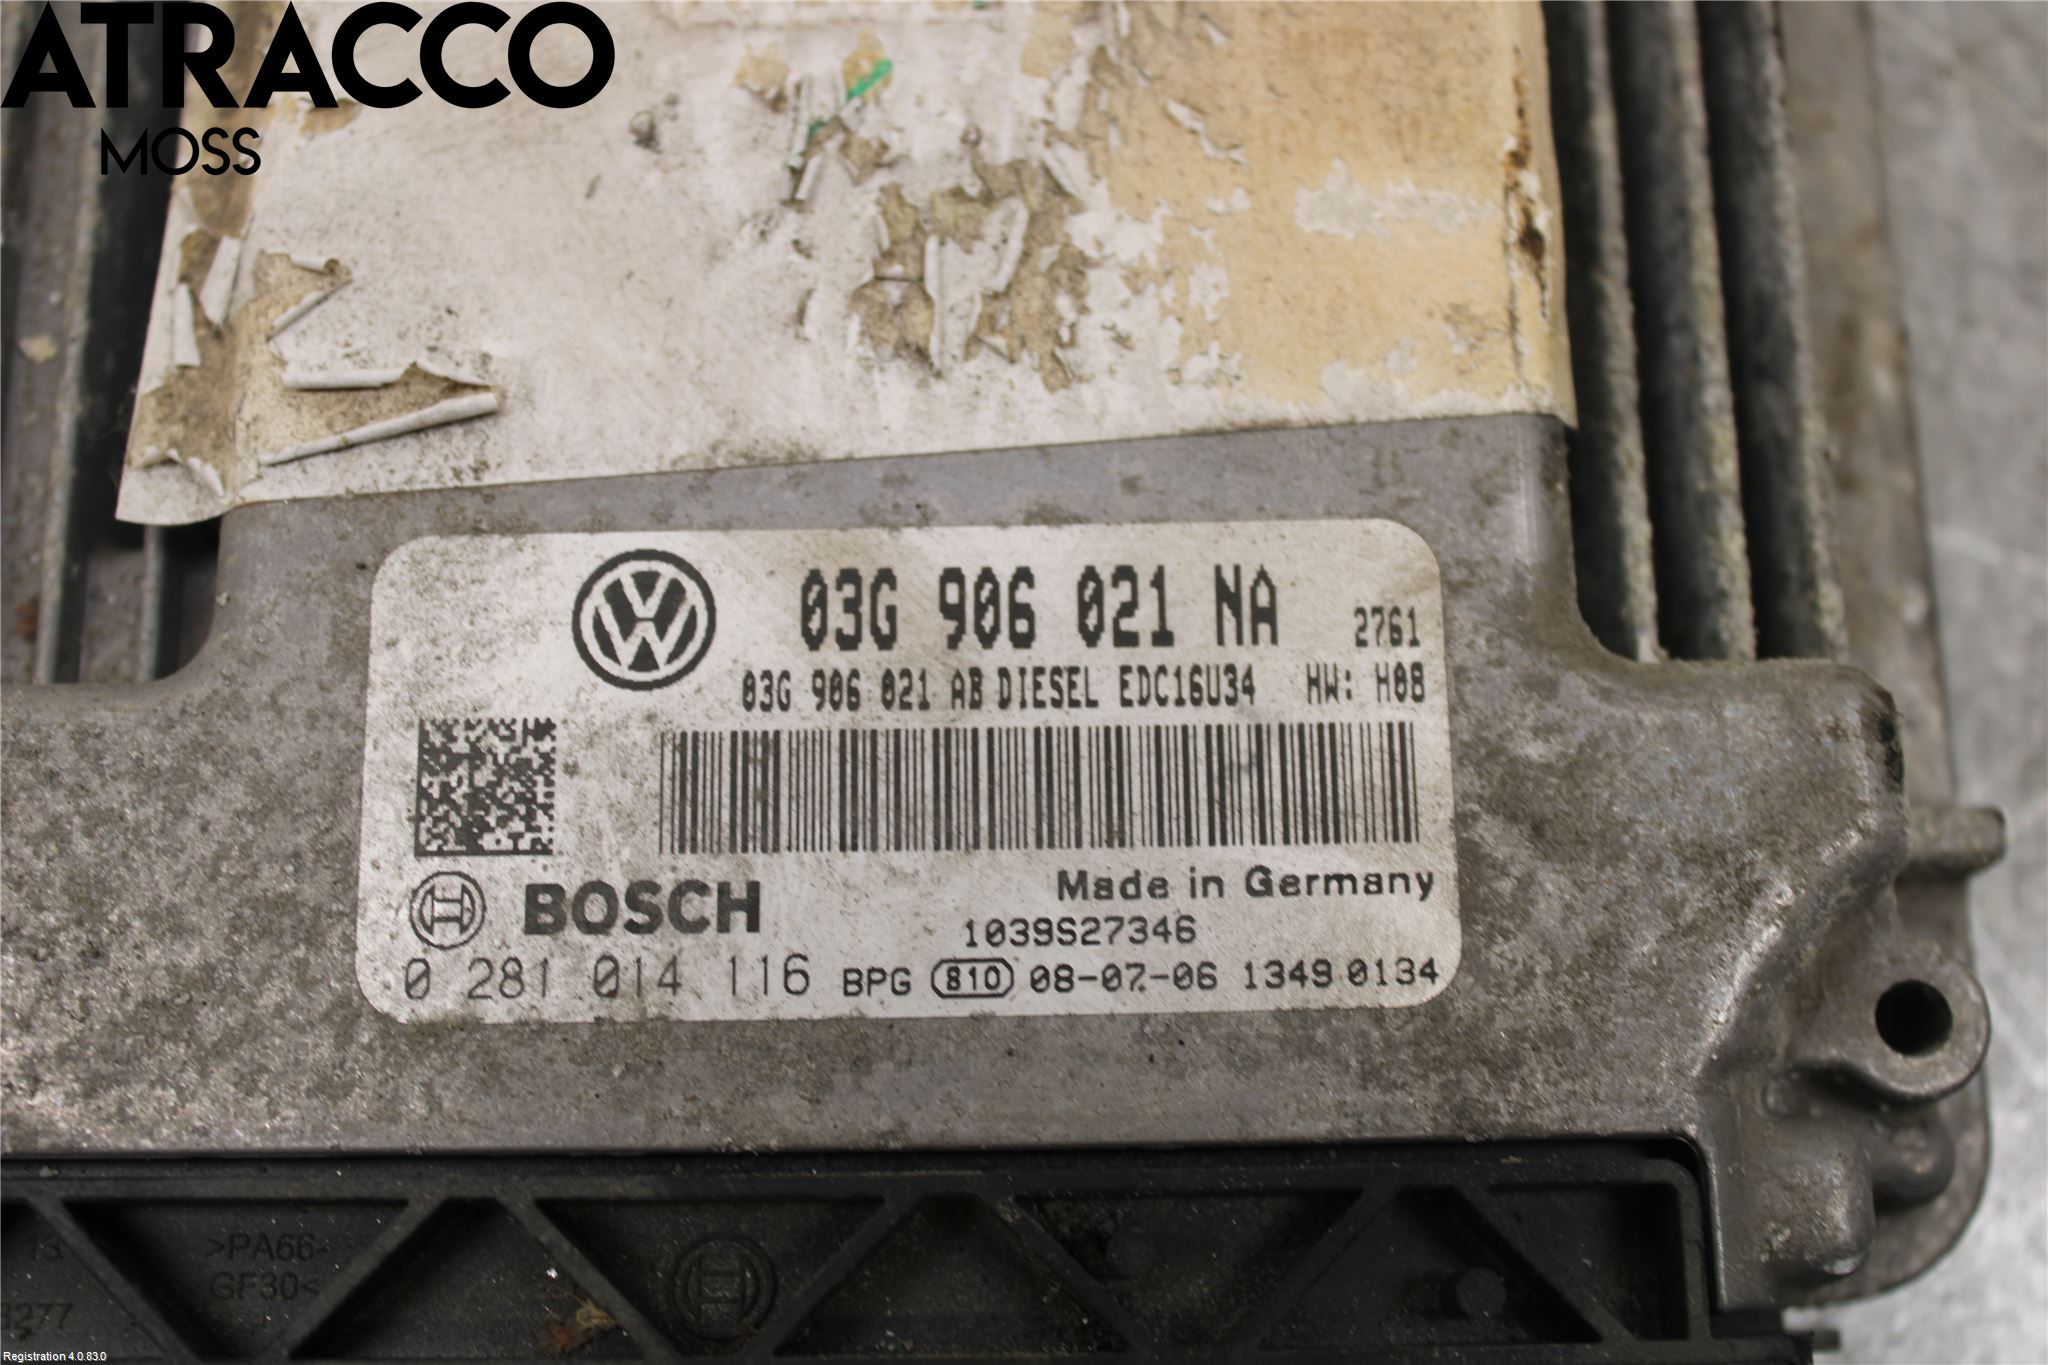 ATRACCO
MOSS
03G 906 021 NA 2761
03G 906 021 AB DIESEL EDC16U34 HW: H08
BOSCH
Made in Germany
1039S27346
0 281 014 116 BPG 810 08-07-06 1349 0134
>PA66-
GF30<
13
3277
Registration 4.0.83.0